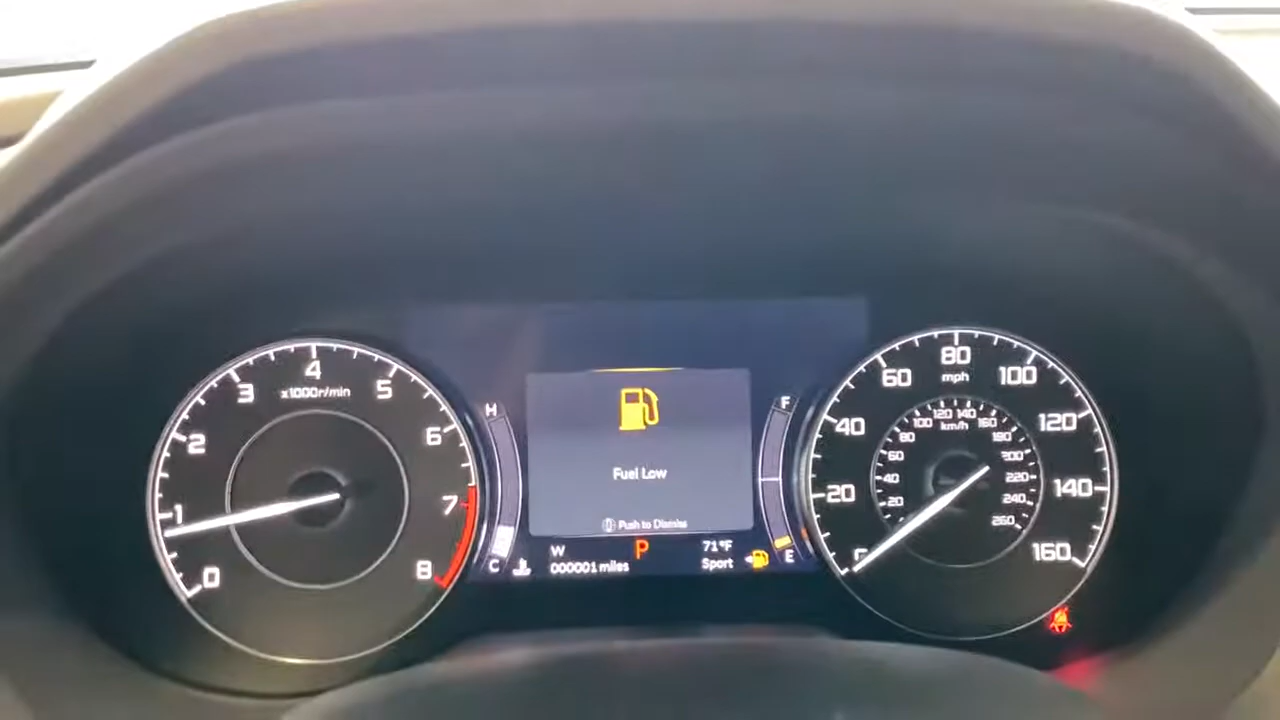 4
3
5
x1000r/min
2
6
1
7
0
8
H
C
Fuel Low
Push to Dismiss
W
P
71°F
000001 miles
Sport
F
E
80
mph
60
100
40
120
20
140
160
120 140
100
160
km/h
80
180
60
200
40
220
20
240
260